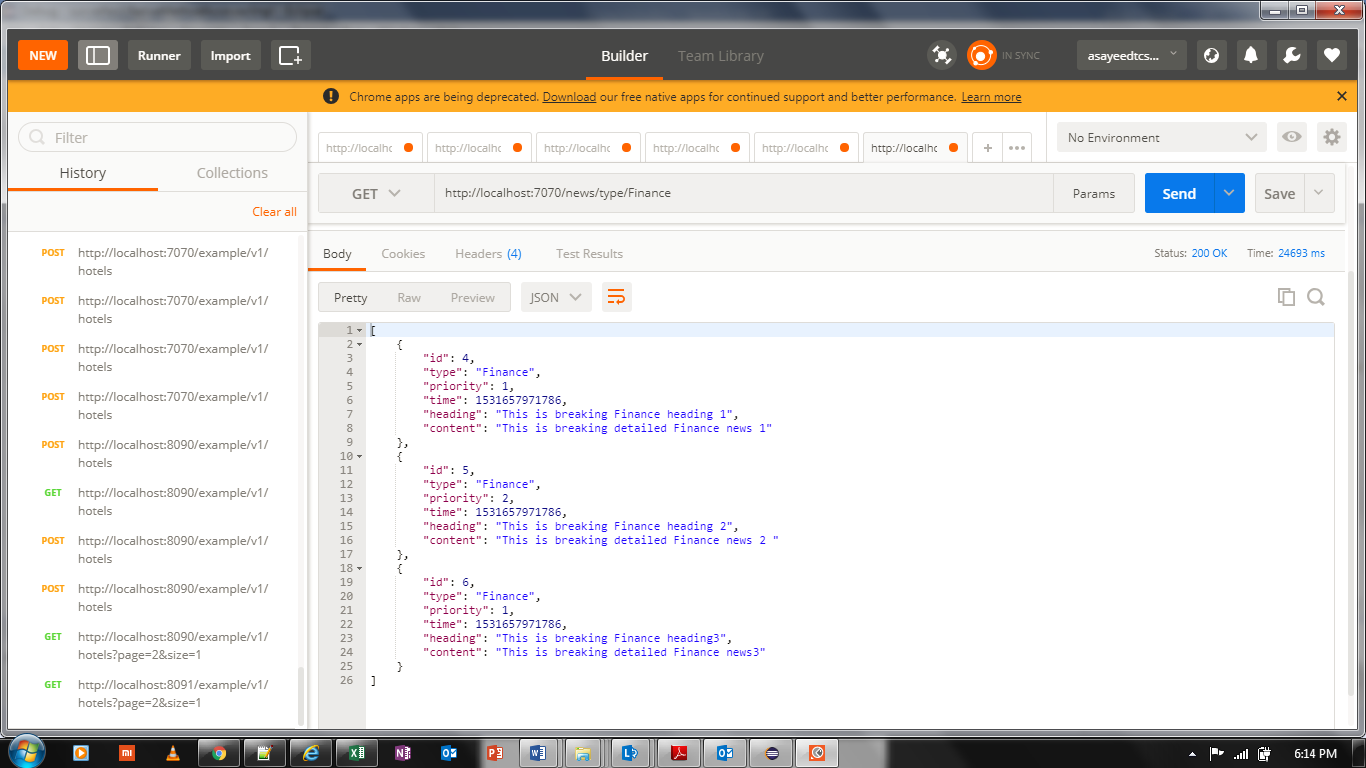 NEW
Runner
Import
Builder
Team Library
IN SYNC
asayeedtcs...
Chrome apps are being deprecated. Download our free native apps for continued support and better performance. Learn more
Filter
History
Collections
Clear all
POST http://localhost:7070/example/v1/
hotels
POST http://localhost:7070/example/v1/
hotels
POST http://localhost:7070/example/v1/
hotels
POST http://localhost:7070/example/v1/
hotels
POST http://localhost:8090/example/v1/
hotels
GET http://localhost:8090/example/v1/
hotels
POST http://localhost:8090/example/v1/
hotels
POST http://localhost:8090/example/v1/
hotels
GET http://localhost:8090/example/v1/
hotels?page=2&size=1
GET http://localhost:8091/example/v1/
hotels?page=2&size=1
http://localhc http://localhc http://localhc http://localhc http://localhc http://localhc
No Environment
GET http://localhost:7070/news/type/Finance Params Send Save
Body Cookies Headers (4) Test Results Status: 200 OK Time: 24693 ms
Pretty Raw Preview JSON
1 [
2 {
3 "id": 4,
4 "type": "Finance",
5 "priority": 1,
6 "time": 1531657971786,
7 "heading": "This is breaking Finance heading 1",
8 "content": "This is breaking detailed Finance news 1"
9 },
10 {
11 "id": 5,
12 "type": "Finance",
13 "priority": 2,
14 "time": 1531657971786,
15 "heading": "This is breaking Finance heading 2",
16 "content": "This is breaking detailed Finance news 2 "
17 },
18 {
19 "id": 6,
20 "type": "Finance",
21 "priority": 1,
22 "time": 1531657971786,
23 "heading": "This is breaking Finance heading3",
24 "content": "This is breaking detailed Finance news3"
25 }
26 ]
6:14 PM